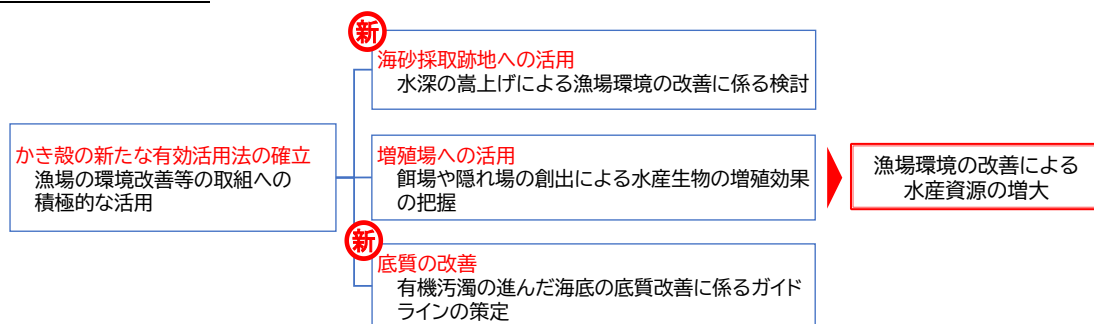 新
海砂採取跡地への活用
水深の嵩上げによる漁場環境の改善に係る検討
かき殻の新たな有効活用法の確立
漁場の環境改善等の取組への
積極的な活用
増殖場への活用
餌場や隠れ場の創出による水産生物の増殖効果
の把握
漁場環境の改善による
水産資源の増大
新
底質の改善
有機汚濁の進んだ海底の底質改善に係るガイド
ラインの策定